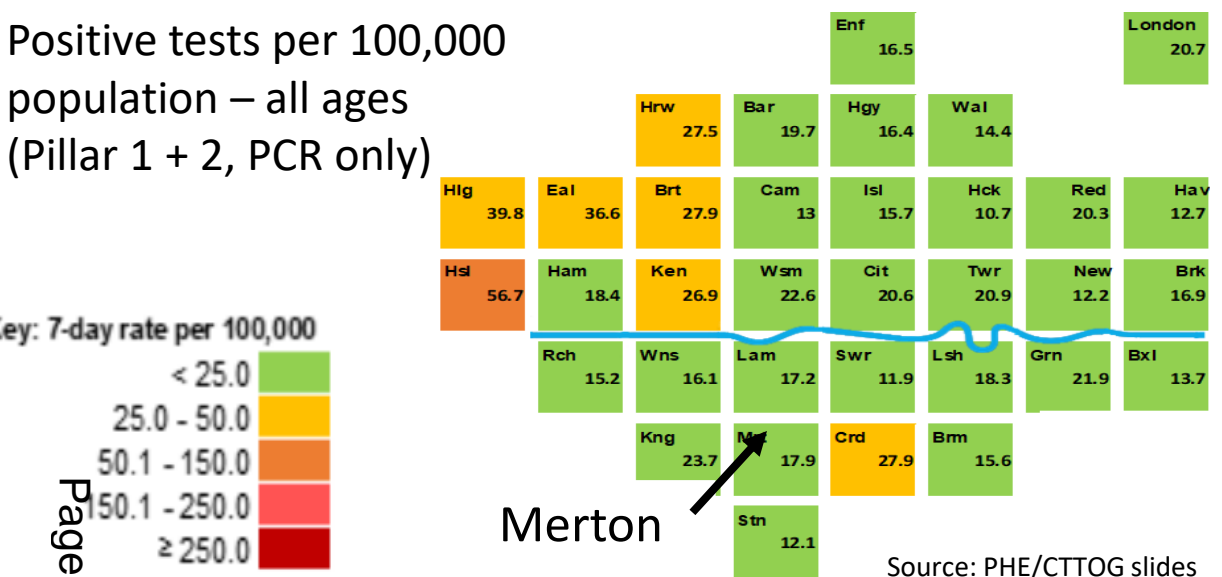 Positive tests per 100,000
population – all ages
(Pillar 1 + 2, PCR only)
Enf
16.5
London
20.7
Hrw
27.5
Bar
19.7
Hgy
16.4
Wal
14.4
Hlg
39.8
Eal
36.6
Brt
27.9
Cam
13
Isl
15.7
Hck
10.7
Red
20.3
Hav
12.7
Hsl
56.7
Ham
18.4
Ken
26.9
Wsm
22.6
Cit
20.6
Twr
20.9
New
12.2
Brk
16.9
Rch
15.2
Wns
16.1
Lam
17.2
Swr
11.9
Lsh
18.3
Grn
21.9
Bxl
13.7
Kng
23.7
17.9
Crd
27.9
Brm
15.6
Stn
12.1
Merton
ey: 7-day rate per 100,000
< 25.0
25.0 - 50.0
50.1 - 150.0
150.1 - 250.0
≥ 250.0
Page
Source: PHE/CTTOG slides